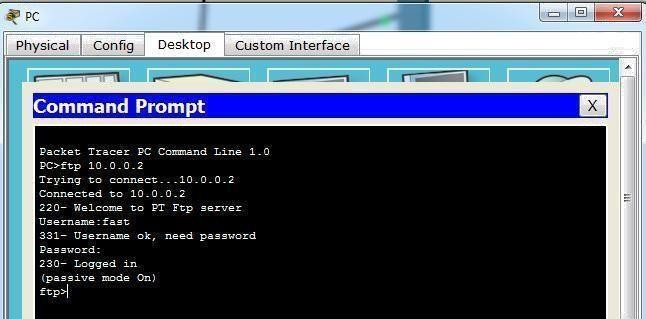 PC
Physical Config Desktop Custom Interface
Command Prompt
X
Packet Tracer PC Command Line 1.0
PC>ftp 10.0.0.2
Trying to connect...10.0.0.2
Connected to 10.0.0.2
220- Welcome to PT Ftp server
Username:fast
331- Username ok, need password
Password:
230- Logged in
(passive mode On)
ftp>